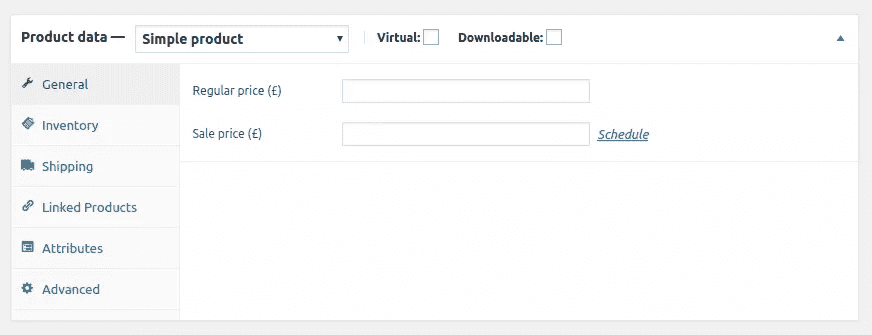 Product data — Simple product Virtual: Downloadable:
General
Inventory
Shipping
Linked Products
Attributes
Advanced
Regular price (£)
Sale price (£) Schedule